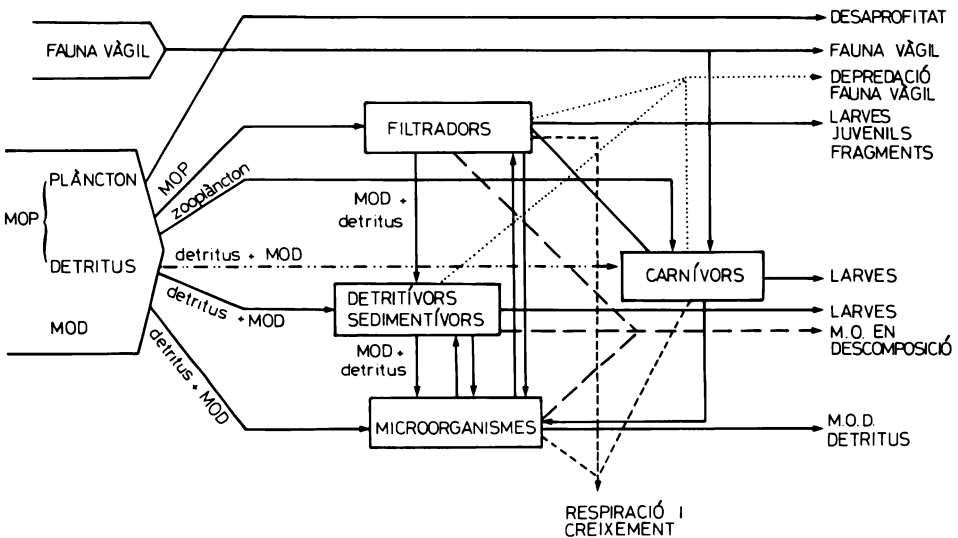 DESAPROFITAT
FAUNA VÀGIL
FAUNA VÀGIL
DEPREDACIÓ
FAUNA VÀGIL
FILTRADORS
LARVES
JUVENILS
FRAGMENTS
MOP
PLÀNCTON
MOP
zooplàncton
DETRITUS
MOD
MOD +
detritus
detritus + MOD
detritus + MOD
detritus + MOD
CARNÍVORS
LARVES
DETRITÍVORS
SEDIMENTÍVORS
LARVES
M.O. EN
DESCOMPOSICIÓ
MOD +
detritus
MICROORGANISMES
M.O.D.
DETRITUS
RESPIRACIÓ I
CREIXEMENT